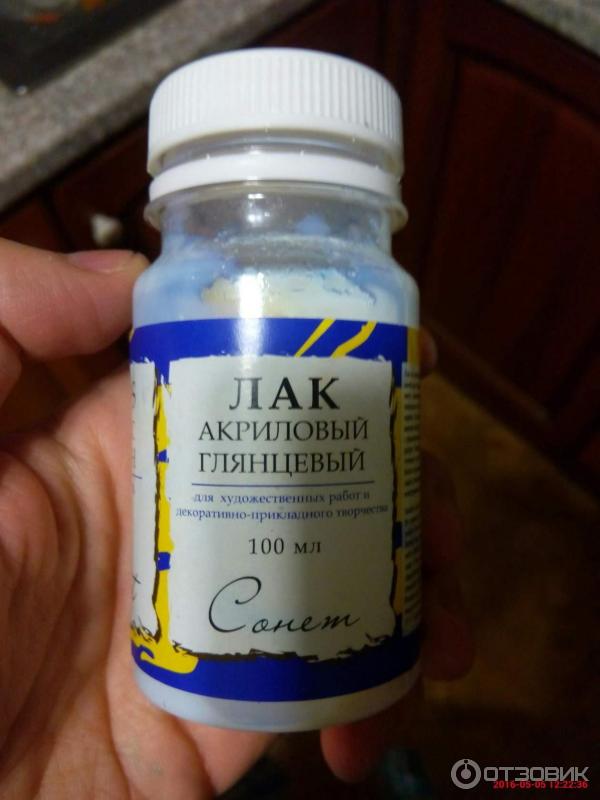 ЛАК
АКРИЛОВЫЙ
ГЛЯНЦЕВЫЙ
для художественных работ и
декоративно-прикладного творчества
100 мл
Сонет
ОТЗОВИК
2016-05-05 12:22:36